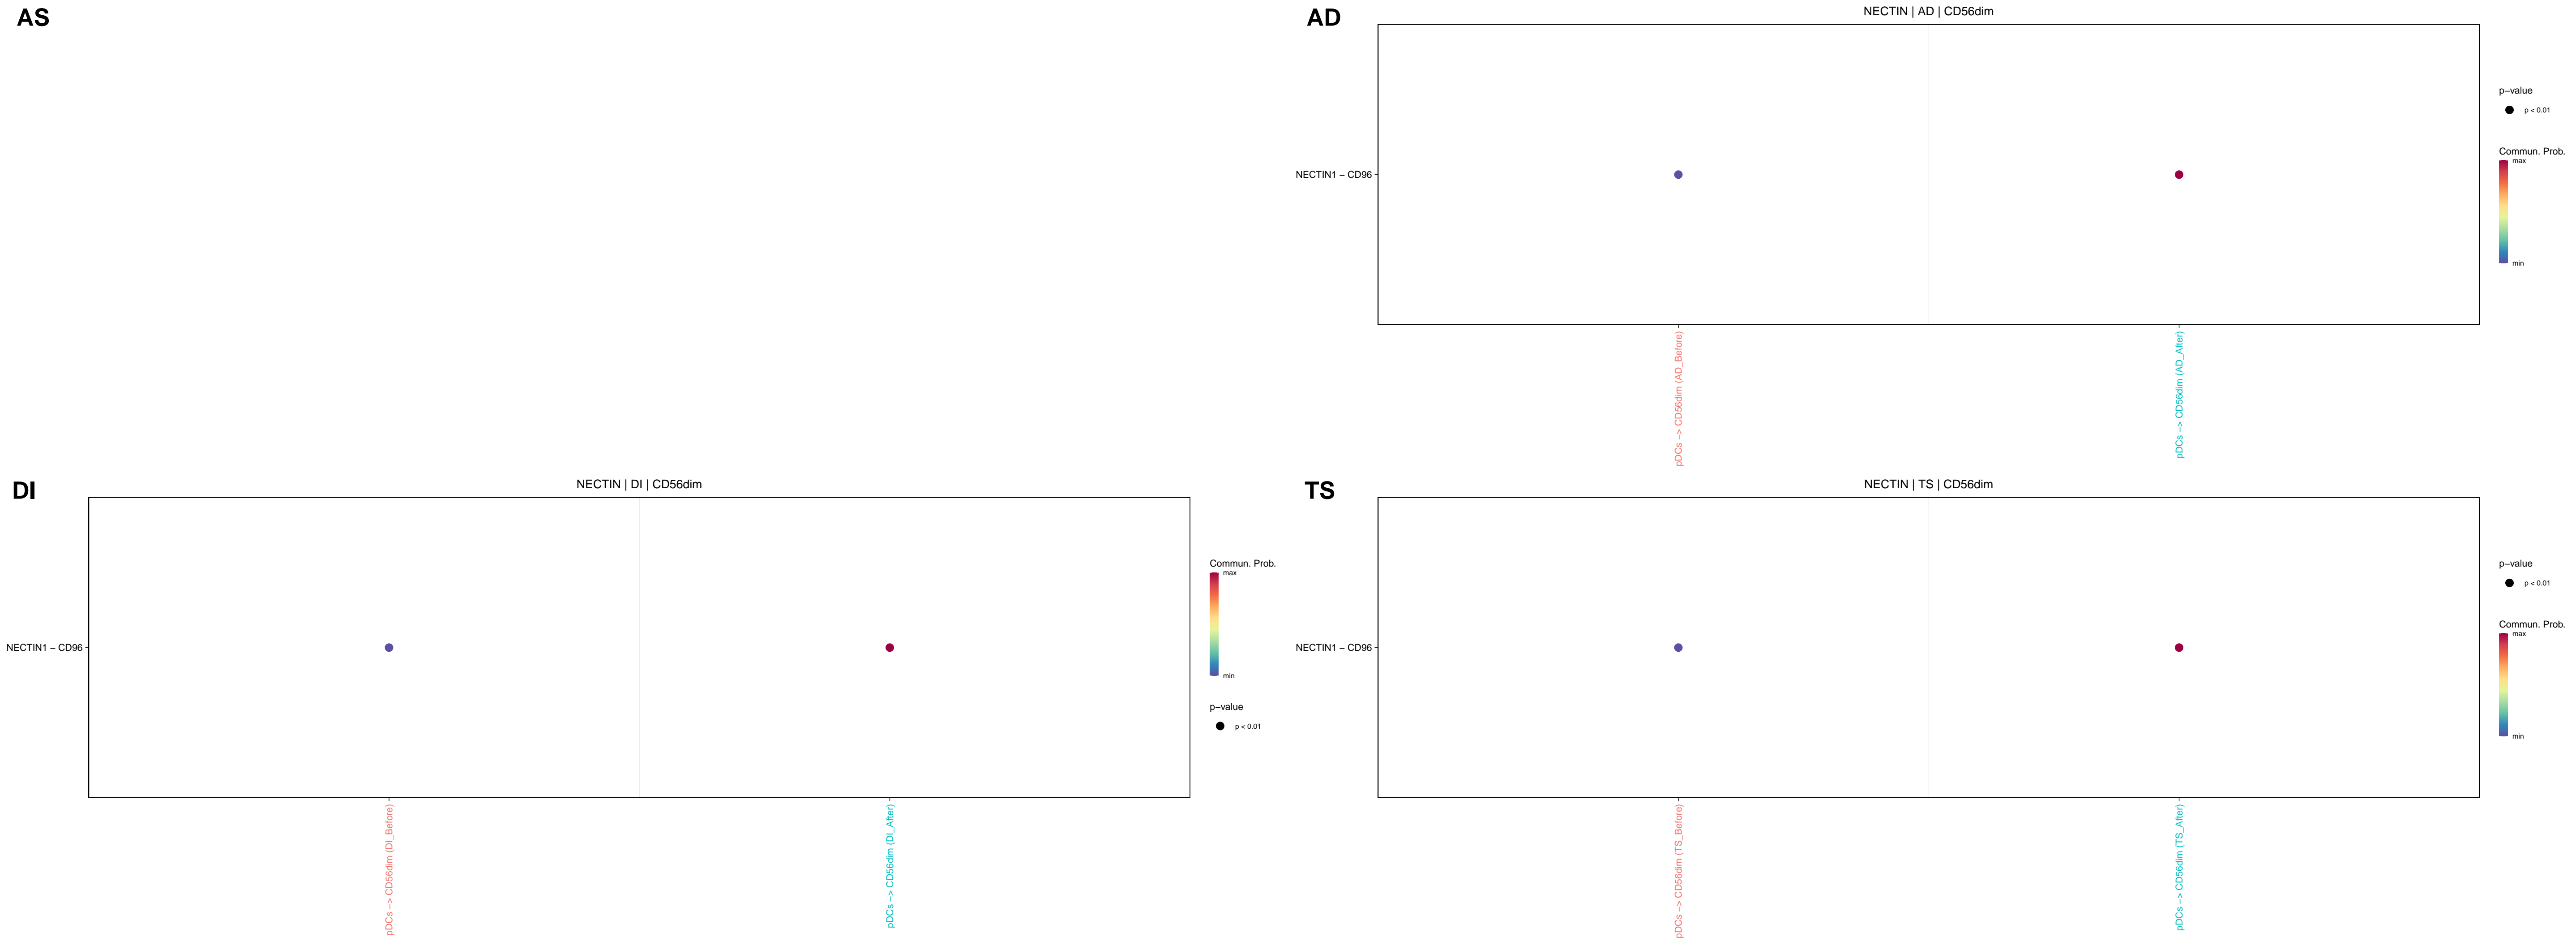 AS
AD
NECTIN | AD | CD56dim
NECTIN1 − CD96
pDCs −> CD56dim (AD_Before)
pDCs −> CD56dim (AD_After)
p−value
p < 0.01
Commun. Prob.
max
min
DI
NECTIN | DI | CD56dim
NECTIN1 − CD96
pDCs −> CD56dim (DI_Before)
pDCs −> CD56dim (DI_After)
Commun. Prob.
max
min
p−value
p < 0.01
TS
NECTIN | TS | CD56dim
NECTIN1 − CD96
pDCs −> CD56dim (TS_Before)
pDCs −> CD56dim (TS_After)
p−value
p < 0.01
Commun. Prob.
max
min